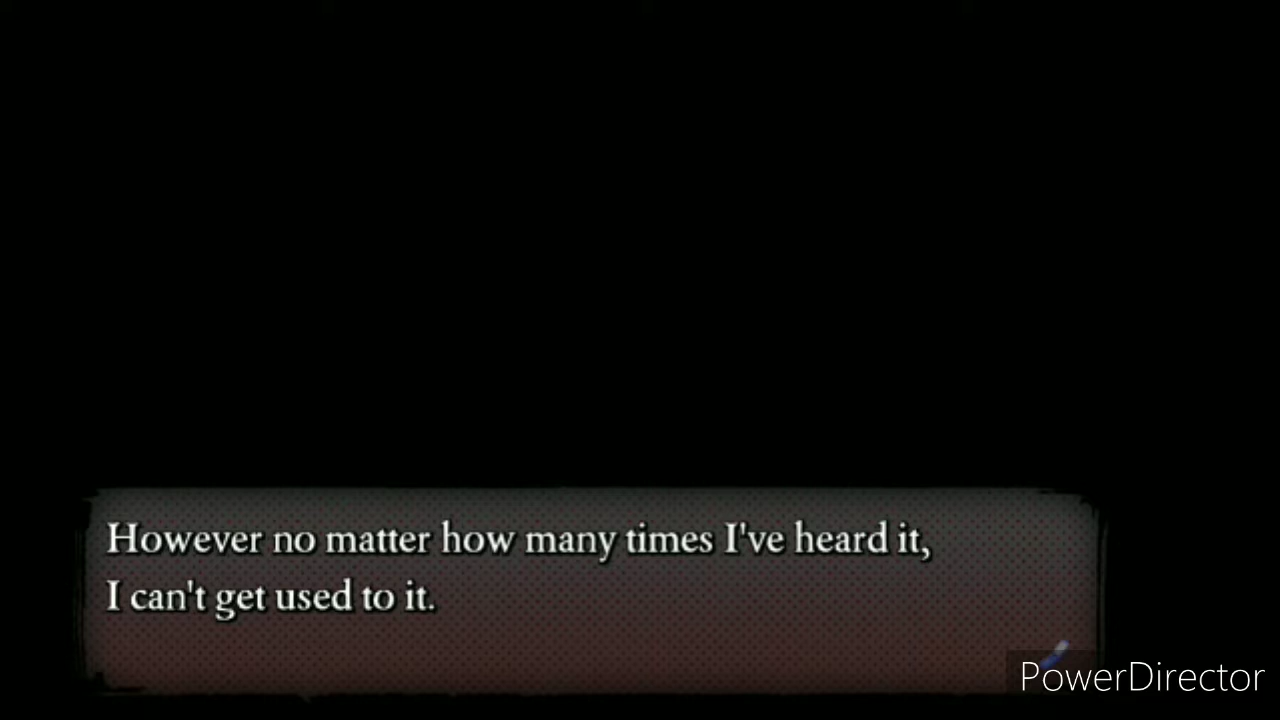 However no matter how many times I've heard it,
I can't get used to it.
PowerDirector